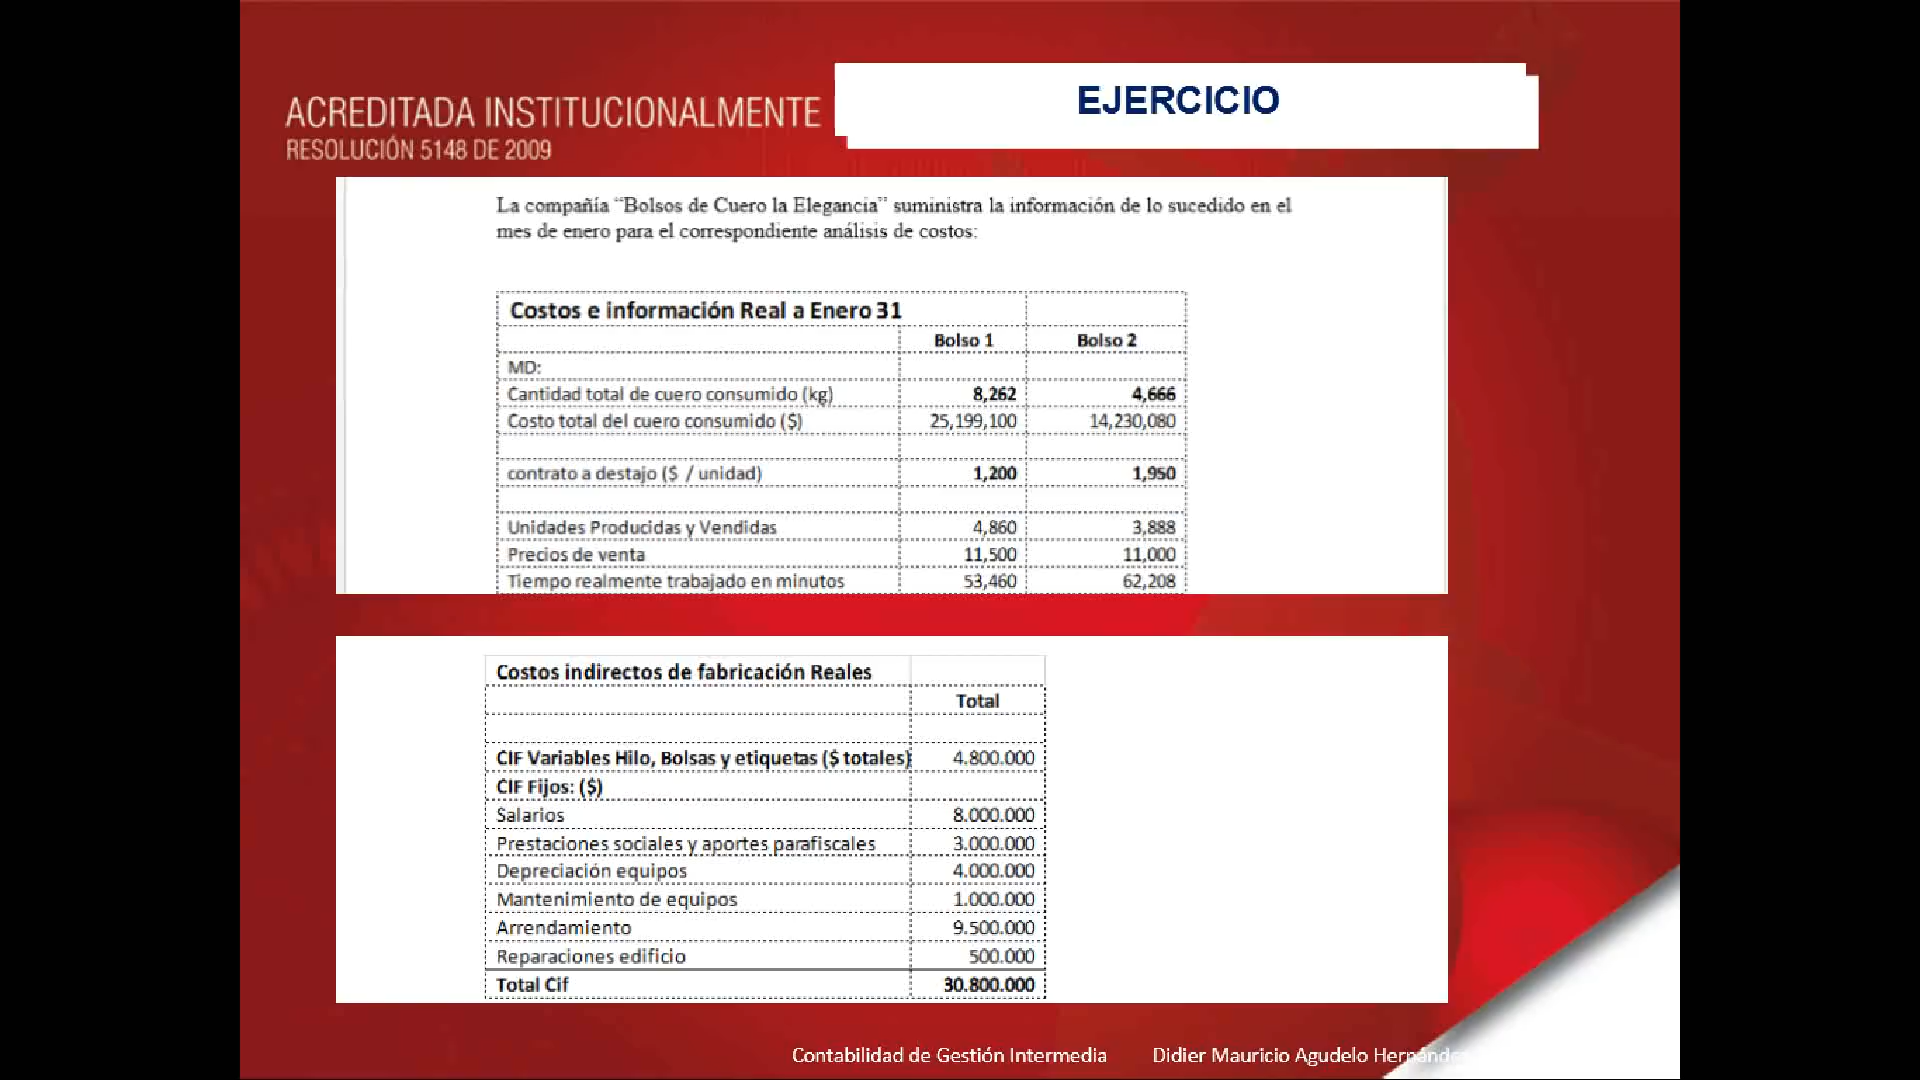 ACREDITADA INSTITUCIONALMENTE
RESOLUCIÓN 5148 DE 2009
EJERCICIO
La compañía “Bolsos de Cuero la Elegancia” suministra la información de lo sucedido en el
mes de enero para el correspondiente análisis de costos:
Costos e información Real a Enero 31
Bolso 1 Bolso 2
MD:
Cantidad total de cuero consumido (kg) 8,262 4,666
Costo total del cuero consumido ($) 25,199,100 14,230,080
contrato a destajo ($ / unidad) 1,200 1,950
Unidades Producidas y Vendidas 4,860 3,888
Precios de venta 11,500 11,000
Tiempo realmente trabajado en minutos 53,460 62,208
Costos indirectos de fabricación Reales
Total
CIF Variables Hilo, Bolsas y etiquetas ($ totales) 4.800.000
CIF Fijos: ($)
Salarios 8.000.000
Prestaciones sociales y aportes parafiscales 3.000.000
Depreciación equipos 4.000.000
Mantenimiento de equipos 1.000.000
Arrendamiento 9.500.000
Reparaciones edificio 500.000
Total Cif 30.800.000
Contabilidad de Gestión Intermedia Didier Mauricio Agudelo